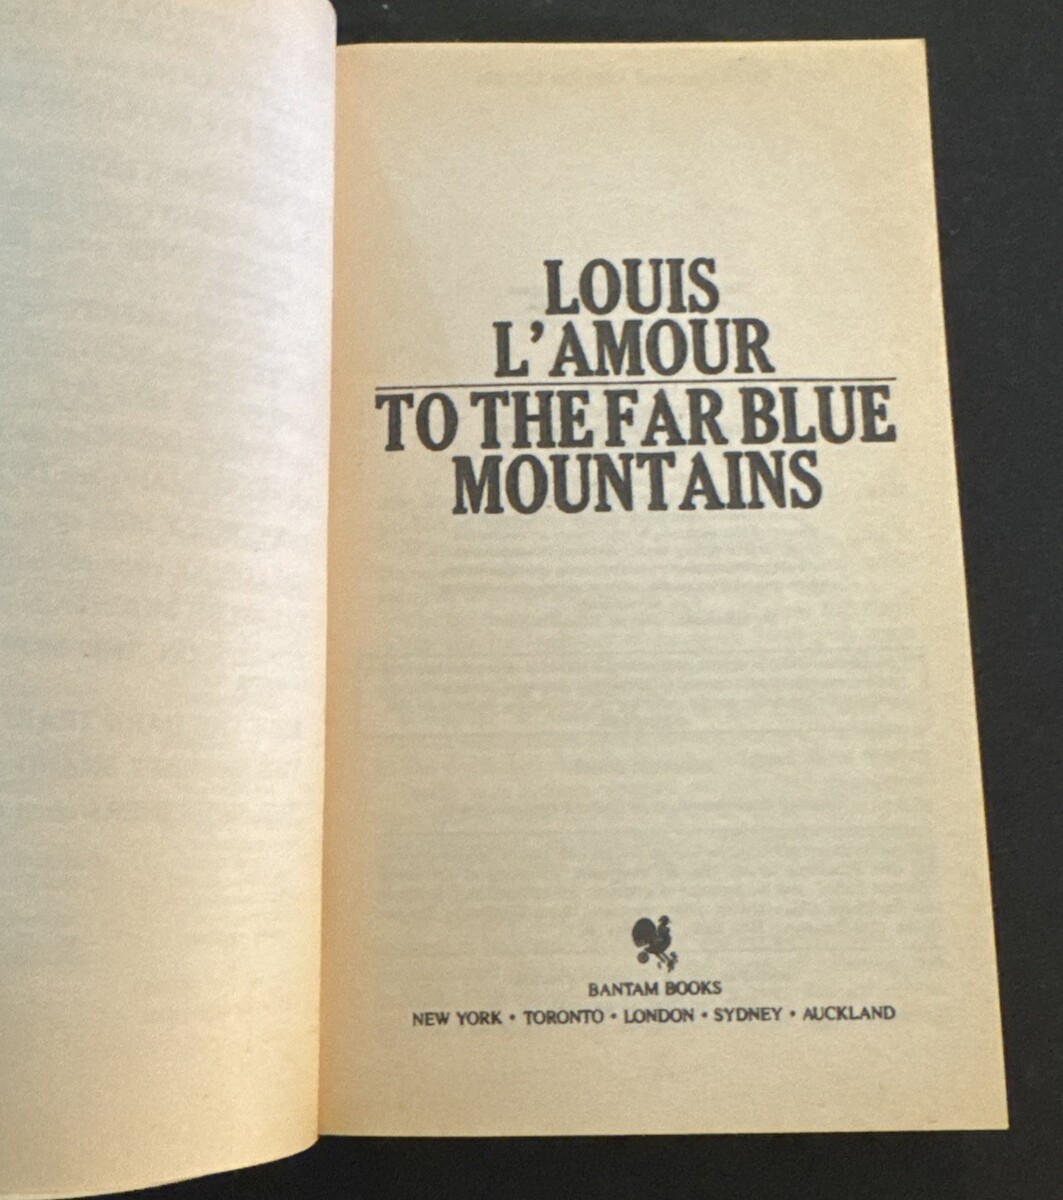 LOUIS
L'AMOUR
TO THE FAR BLUE
MOUNTAINS
BANTAM BOOKS
NEW YORK • TORONTO • LONDON • SYDNEY • AUCKLAND